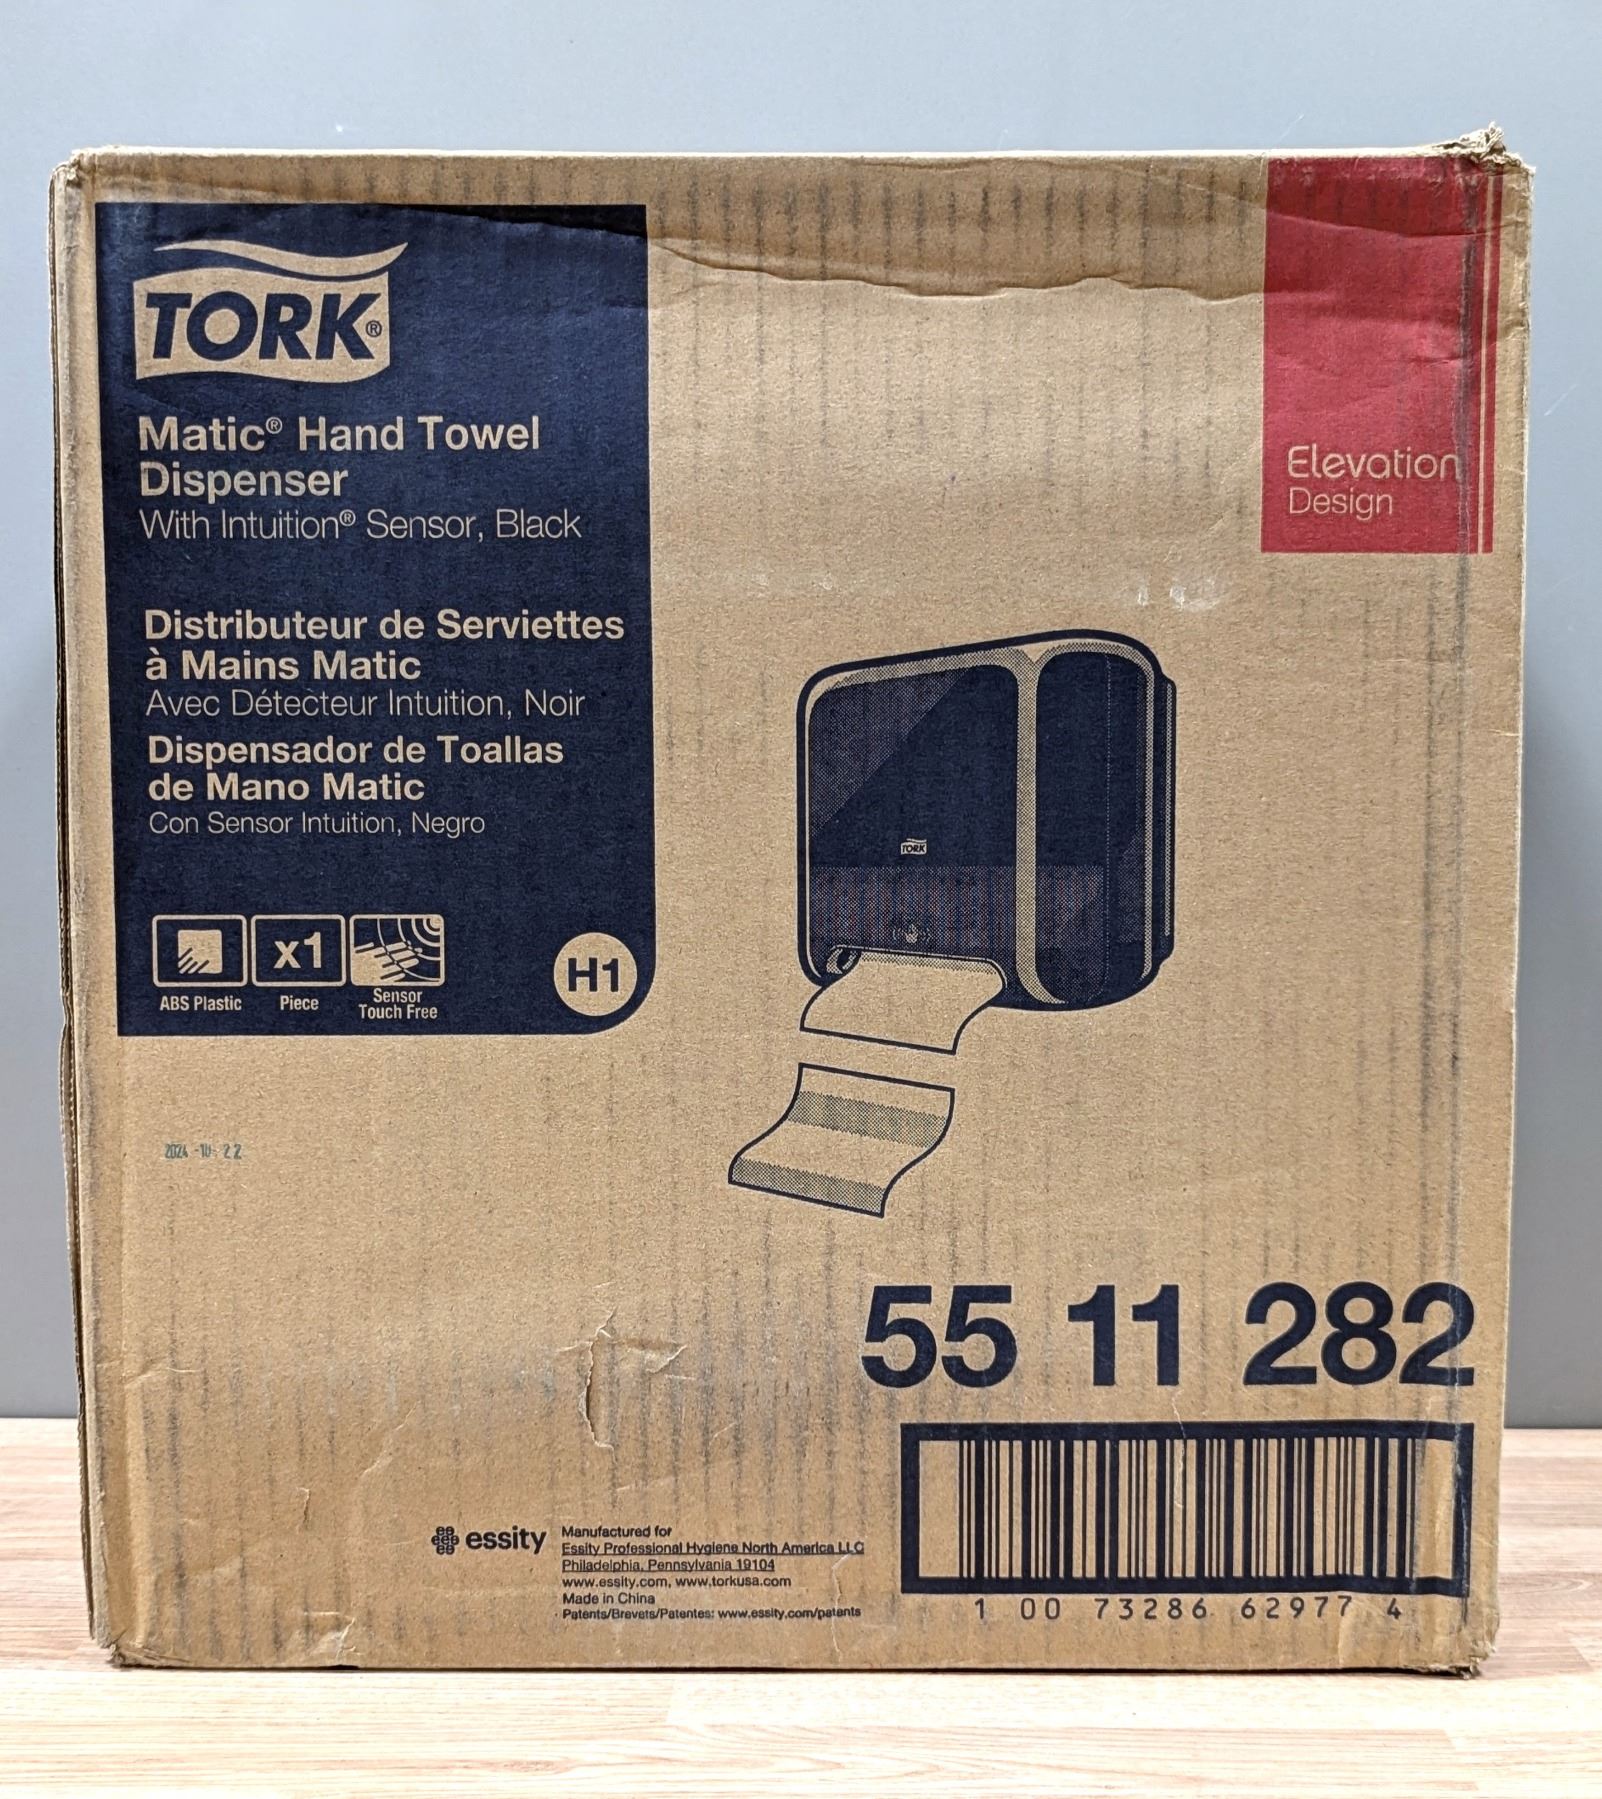 TORK®
Matic® Hand Towel
Dispenser
With Intuition® Sensor, Black
Distributeur de Serviettes
à Mains Matic
Avec Détecteur Intuition, Noir
Dispensador de Toallas
de Mano Matic
Con Sensor Intuition, Negro
x1
ABS Plastic
Piece
Sensor
Touch Free
H1
Elevation
Design
TORK
2024 -10- 22
55 11 282
essity
Manufactured for
Essity Professional Hygiene North America LLC
Philadelphia, Pennsylvania 19104
www.essity.com, www.torkusa.com
Made in China
Patents/Brevets/Patentes: www.essity.com/patents
1 00 73286 62977 4